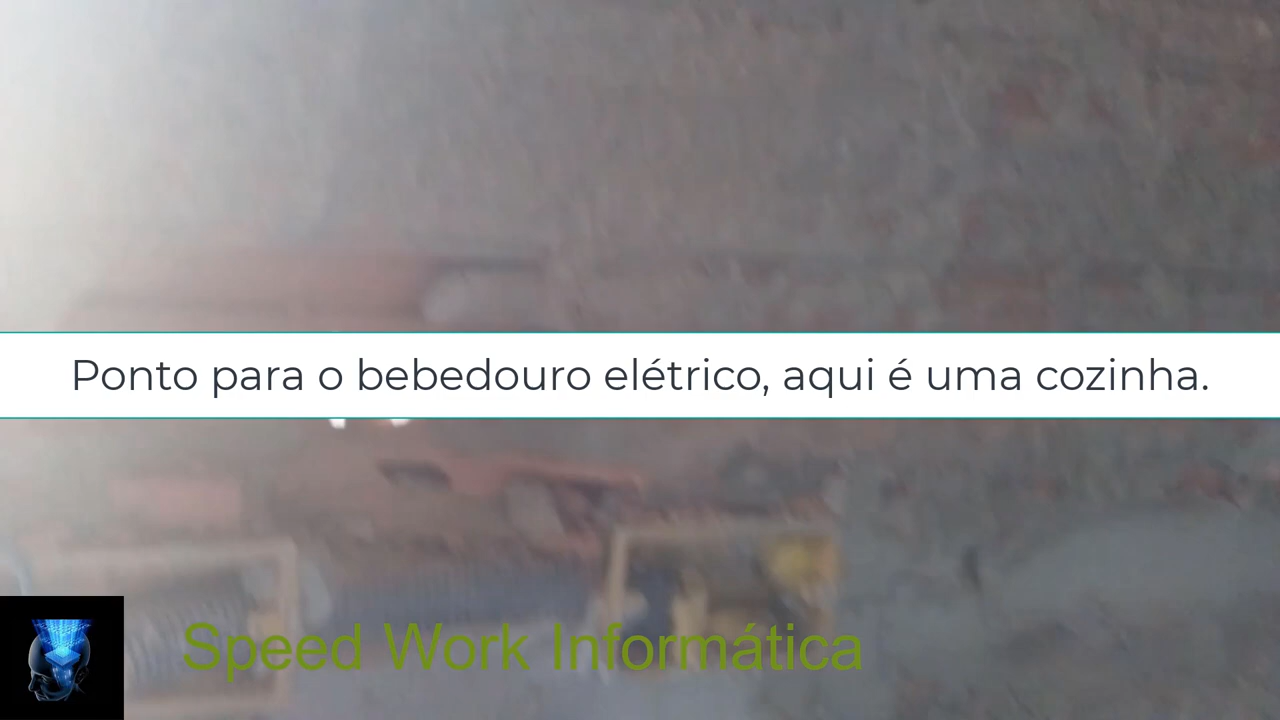 Ponto para o bebedouro elétrico, aqui é uma cozinha.
Speed Work Informática